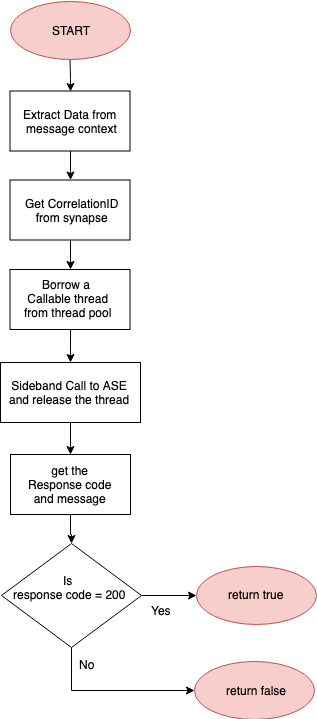 START
Extract Data from
message context
Get CorrelationID
from synapse
Borrow a
Callable thread
from thread pool
Sideband Call to ASE
and release the thread
get the
Response code
and message
Is
response code = 200
Yes
return true
No
return false